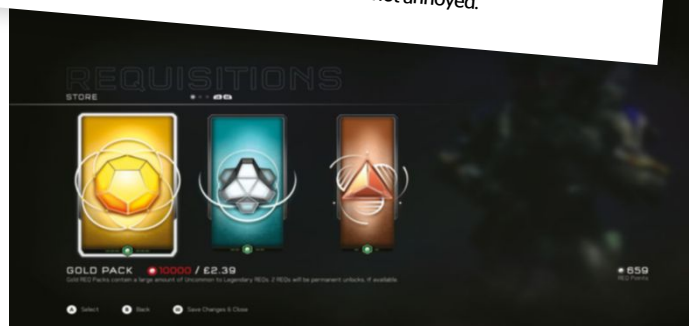 not annoyed.
REQUISITIONS
STORE
GOLD PACK 10000 / £2.39
Gold REQ Packs contain a large amount of Uncommon to Legendary REQs. 2 REQs will be permanent unlocks, if available
659
REQ Points
A Select B Back Save Changes & Close